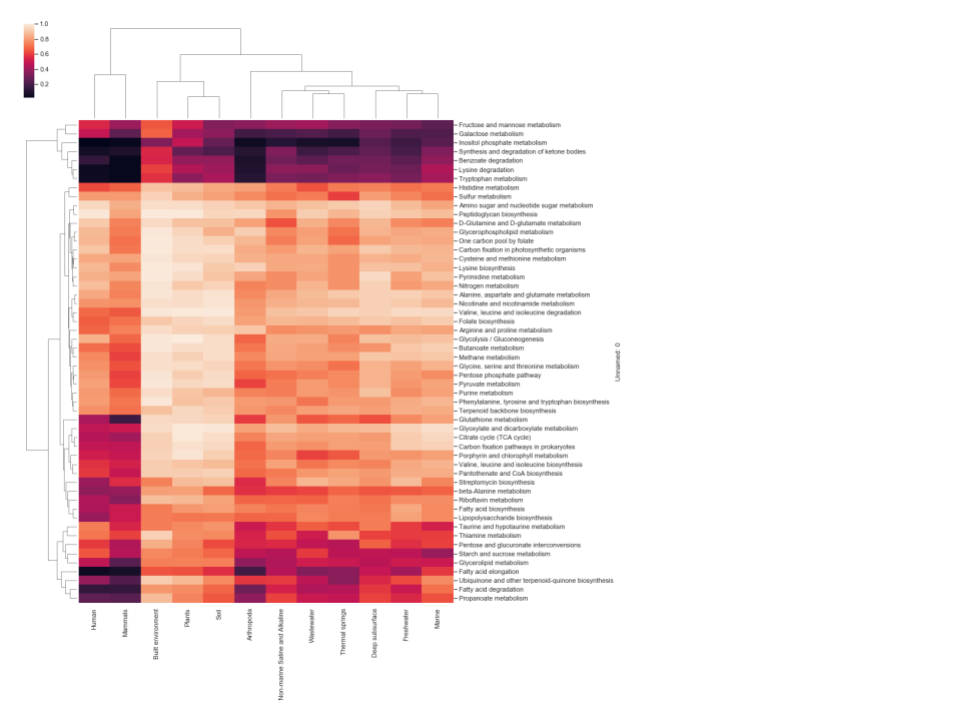 1.0
0.8
0.6
0.4
0.2
Fructose and mannose metabolism
Galactose metabolism
Inositol phosphate metabolism
Synthesis and degradation of ketone bodies
Benzoate degradation
Lysine degradation
Tryptophan metabolism
Histidine metabolism
Sulfur metabolism
Amino sugar and nucleotide sugar metabolism
Peptidoglycan biosynthesis
D-Glutamine and D-glutamate metabolism
Glycerophospholipid metabolism
One carbon pool by folate
Carbon fixation in photosynthetic organisms
Cysteine and methionine metabolism
Lysine biosynthesis
Pyrimidine metabolism
Nitrogen metabolism
Alanine, aspartate and glutamate metabolism
Nicotinate and nicotinamide metabolism
Valine, leucine and isoleucine degradation
Folate biosynthesis
Arginine and proline metabolism
Glycolysis / Gluconeogenesis
Butanoate metabolism
Methane metabolism
Glycine, serine and threonine metabolism
Pentose phosphate pathway
Pyruvate metabolism
Purine metabolism
Phenylalanine, tyrosine and tryptophan biosynthesis
Terpenoid backbone biosynthesis
Glutathione metabolism
Glyoxylate and dicarboxylate metabolism
Citrate cycle (TCA cycle)
Carbon fixation pathways in prokaryotes
Porphyrin and chlorophyll metabolism
Valine, leucine and isoleucine biosynthesis
Pantothenate and CoA biosynthesis
Streptomycin biosynthesis
beta-Alanine metabolism
Riboflavin metabolism
Fatty acid biosynthesis
Lipopolysaccharide biosynthesis
Taurine and hypotaurine metabolism
Thiamine metabolism
Pentose and glucuronate interconversions
Starch and sucrose metabolism
Glycerolipid metabolism
Fatty acid elongation
Ubiquinone and other terpenoid-quinone biosynthesis
Fatty acid degradation
Propanoate metabolism
Unnamed: 0
Human
Mammals
Built environment
Plants
Soil
Arthropoda
Non-marine Saline and Alkaline
Wastewater
Thermal springs
Deep subsurface
Freshwater
Marine